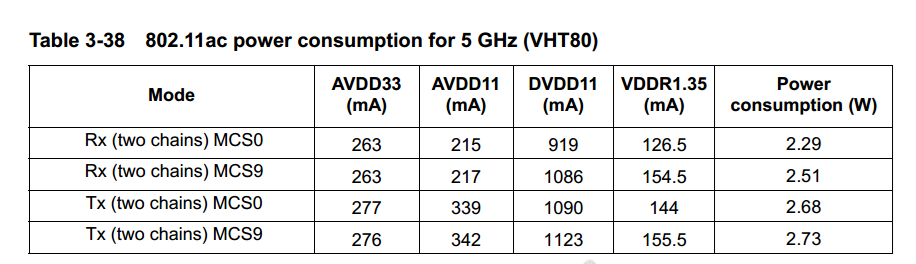 Table 3-38 802.11ac power consumption for 5 GHz (VHT80)
Mode AVDD33 (mA) AVDD11 (mA) DVDD11 (mA) VDDR1.35 (mA) Power consumption (W)
Rx (two chains) MCS0 263 215 919 126.5 2.29
Rx (two chains) MCS9 263 217 1086 154.5 2.51
Tx (two chains) MCS0 277 339 1090 144 2.68
Tx (two chains) MCS9 276 342 1123 155.5 2.73